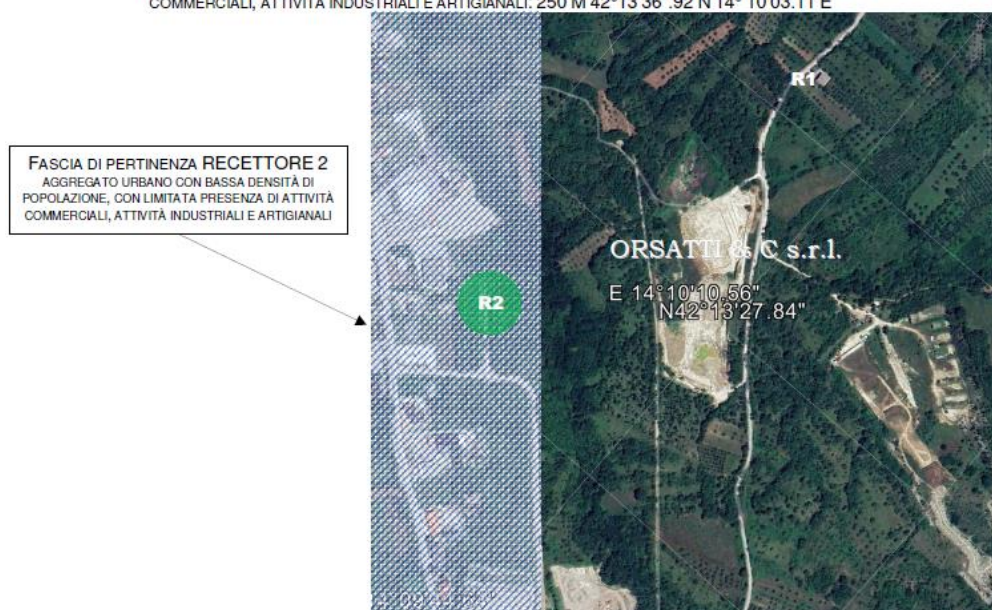 COMMERCIALI, ATTIVITÀ INDUSTRIALI E ARTIGIANALI: 250 M 42°13'36".92 N 14° 10'03.11 E
R1
FASCIA DI PERTINENZA RECETTORE 2
AGGREGATO URBANO CON BASSA DENSITÀ DI
POPOLAZIONE, CON LIMITATA PRESENZA DI ATTIVITÀ
COMMERCIALI, ATTIVITÀ INDUSTRIALI E ARTIGIANALI
ORSATTI & C s.r.l.
R2
E 14°10'10,56"
N42°13'27.84"